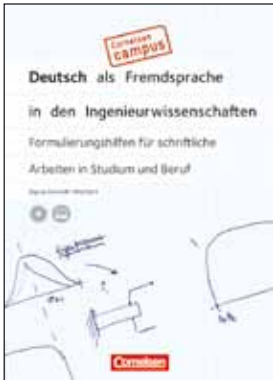 Cornelsen
campus
Deutsch als Fremdsprache
in den Ingenieurwissenschaften
Formulierungshilfen für schriftliche
Arbeiten in Studium und Beruf
Cornelsen